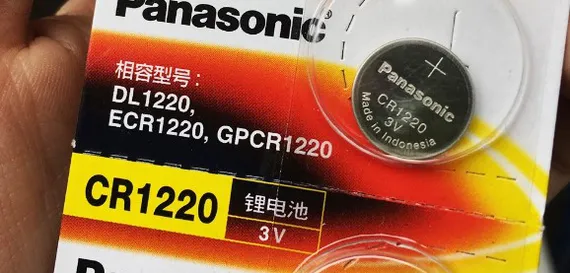 Panasonic
相容型号：
DL1220,
ECR1220, GPCR1220
Panasonic
CR1220
3V
Made in Indonesia
CR1220
锂电池
3V